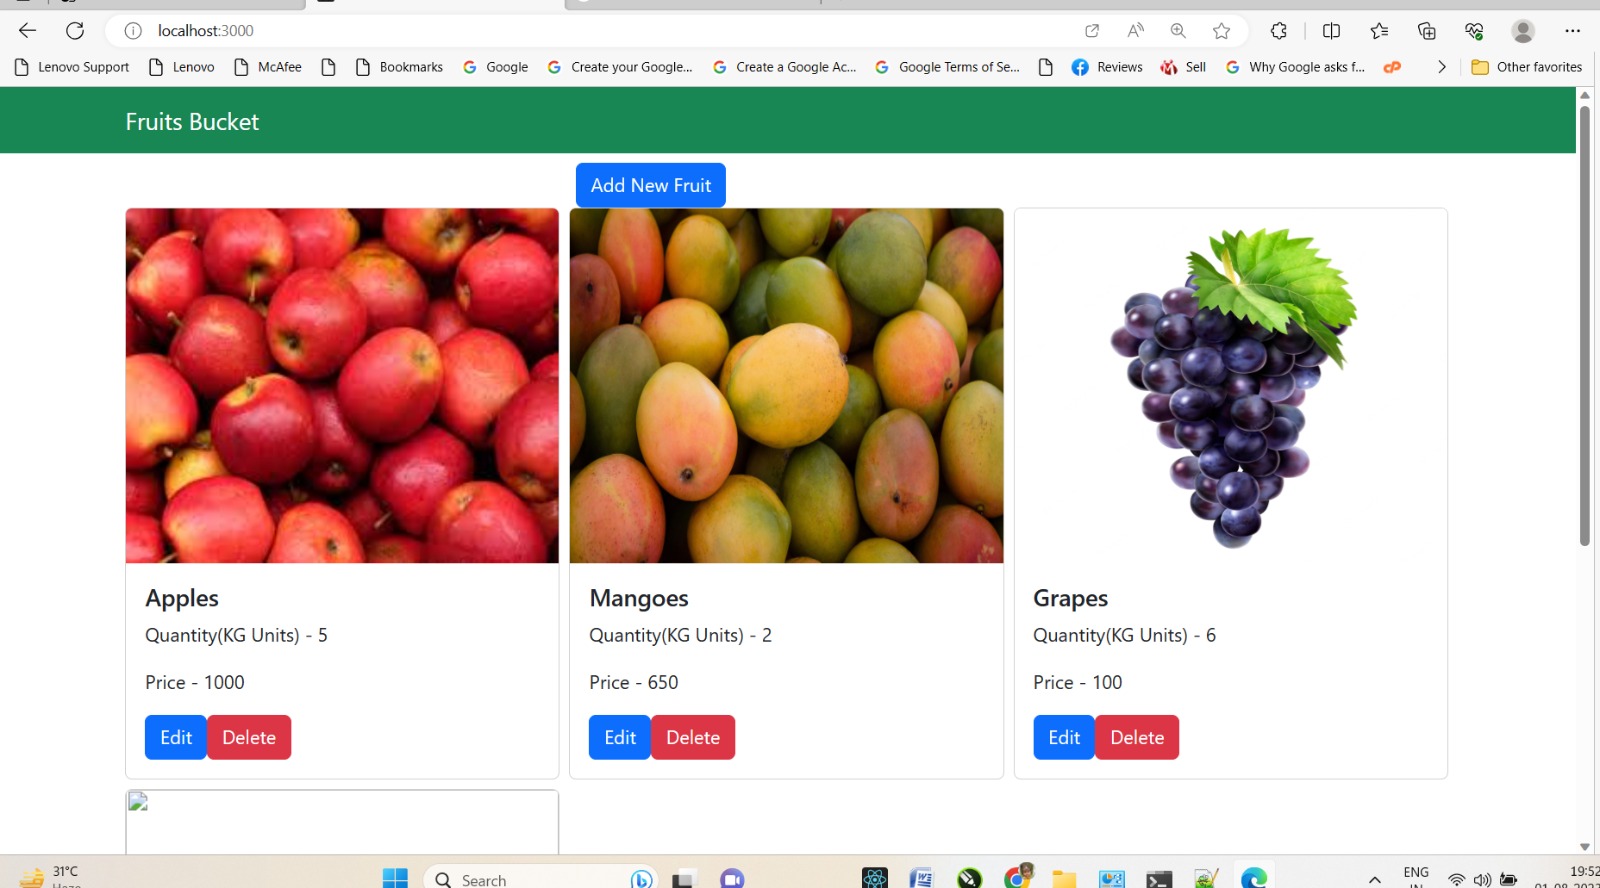 localhost:3000
Lenovo Support Lenovo McAfee Bookmarks Google Create your Google... Create a Google Ac... Google Terms of Se... Reviews Sell Why Google asks f... Other favorites
Fruits Bucket
Add New Fruit
Apples
Quantity(KG Units) - 5
Price - 1000
Edit Delete
Mangoes
Quantity(KG Units) - 2
Price - 650
Edit Delete
Grapes
Quantity(KG Units) - 6
Price - 100
Edit Delete
31°C
Haze
Search
ENG
IN
19:52